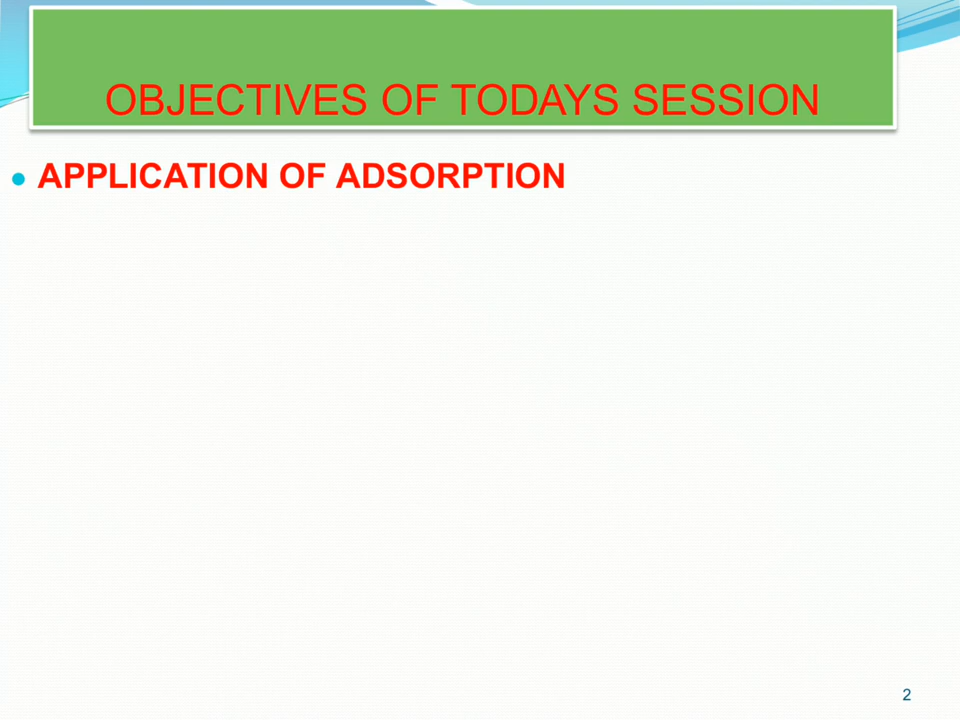 OBJECTIVES OF TODAYS SESSION
• APPLICATION OF ADSORPTION
2